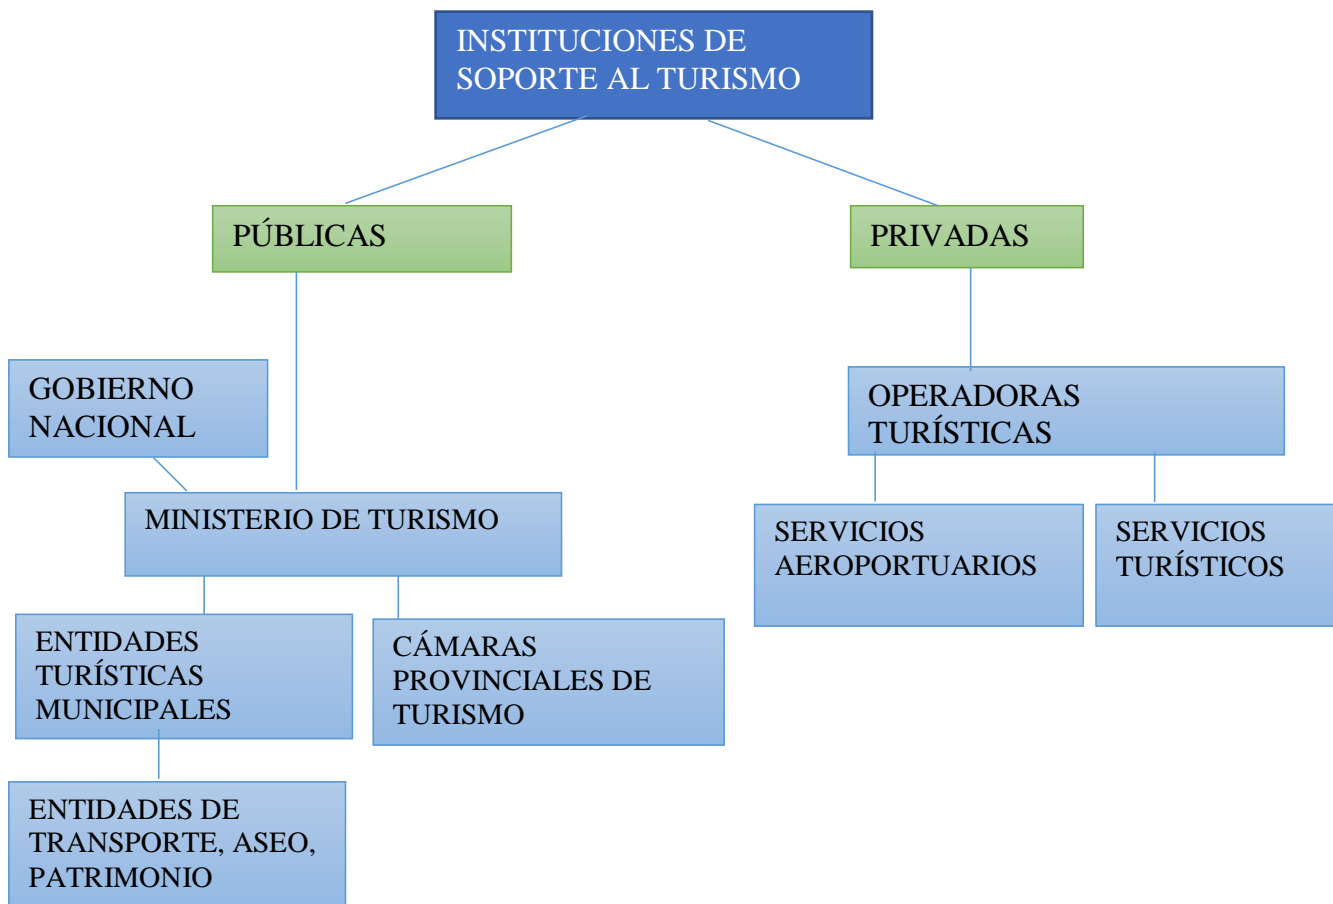 INSTITUCIONES DE
SOPORTE AL TURISMO
PÚBLICAS
PRIVADAS
GOBIERNO
NACIONAL
OPERADORAS
TURÍSTICAS
MINISTERIO DE TURISMO
SERVICIOS
AEROPORTUARIOS
SERVICIOS
TURÍSTICOS
ENTIDADES
TURÍSTICAS
MUNICIPALES
CÁMARAS
PROVINCIALES DE
TURISMO
ENTIDADES DE
TRANSPORTE, ASEO,
PATRIMONIO